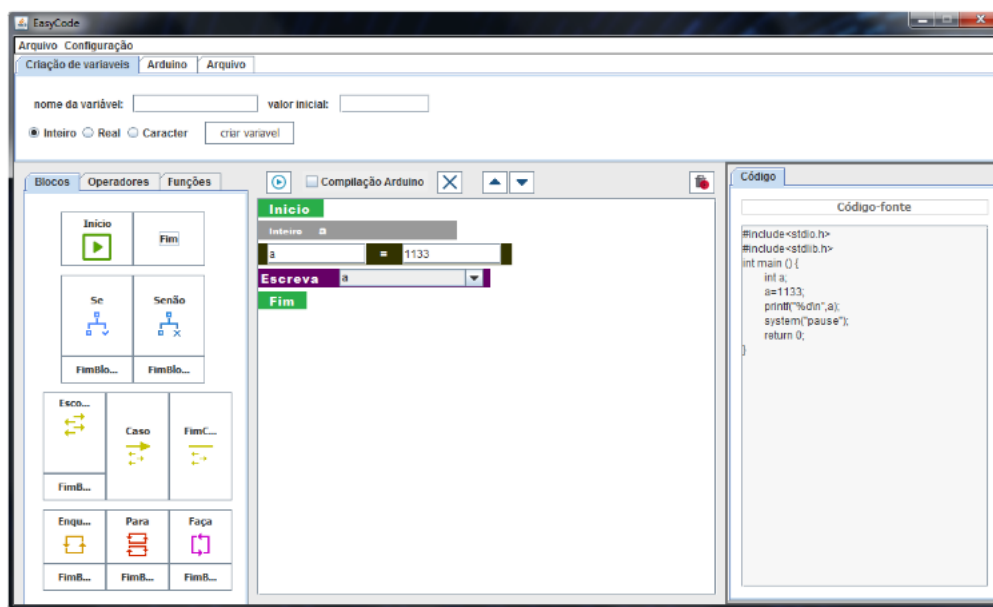 EasyCode
Arquivo Configuração
Criação de variaveis Arduino Arquivo
nome da variável: valor inicial:
Inteiro Real Caracter criar variavel
Blocos Operadores Funções
Compilação Arduino
Código
Início
Fim
Se Senão
FimBlo... FimBlo...
Esco...
Caso FimC...
FimB...
Enqu... Para Faça
FimB... FimB... FimB...
Inicio
Inteiro a
a = 1133
Escreva a
Fim
Código-fonte
#include<stdio.h>
#include<stdlib.h>
int main () {
int a;
a=1133;
printf("%d\n",a);
system("pause");
return 0;
}